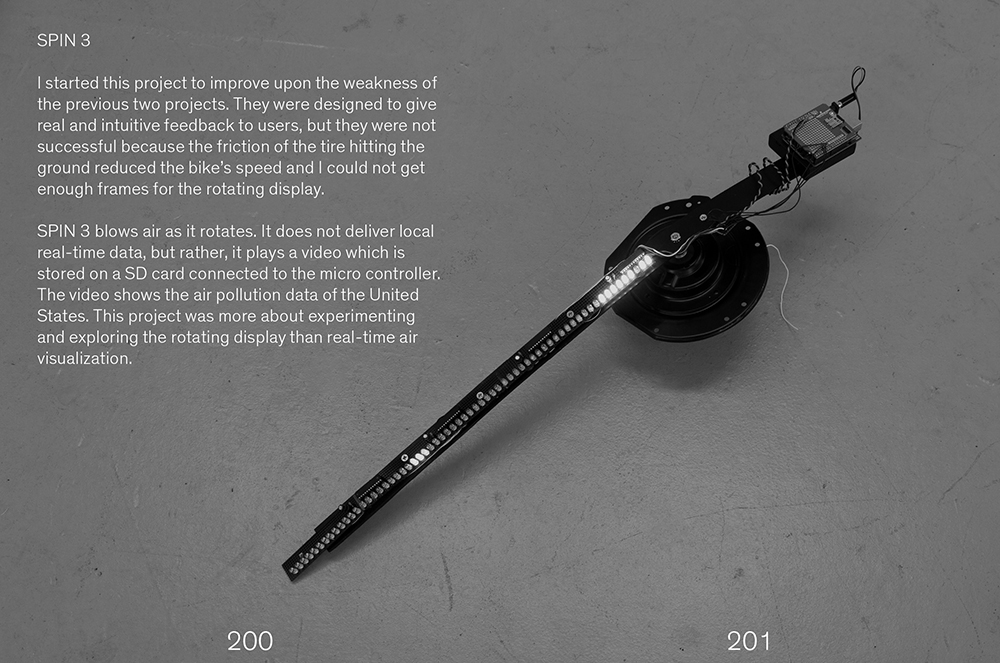 SPIN 3
I started this project to improve upon the weakness of
the previous two projects. They were designed to give
real and intuitive feedback to users, but they were not
successful because the friction of the tire hitting the
ground reduced the bike's speed and I could not get
enough frames for the rotating display.
SPIN 3 blows air as it rotates. It does not deliver local
real-time data, but rather, it plays a video which is
stored on a SD card connected to the micro controller.
The video shows the air pollution data of the United
States. This project was more about experimenting
and exploring the rotating display than real-time air
visualization.
200
201